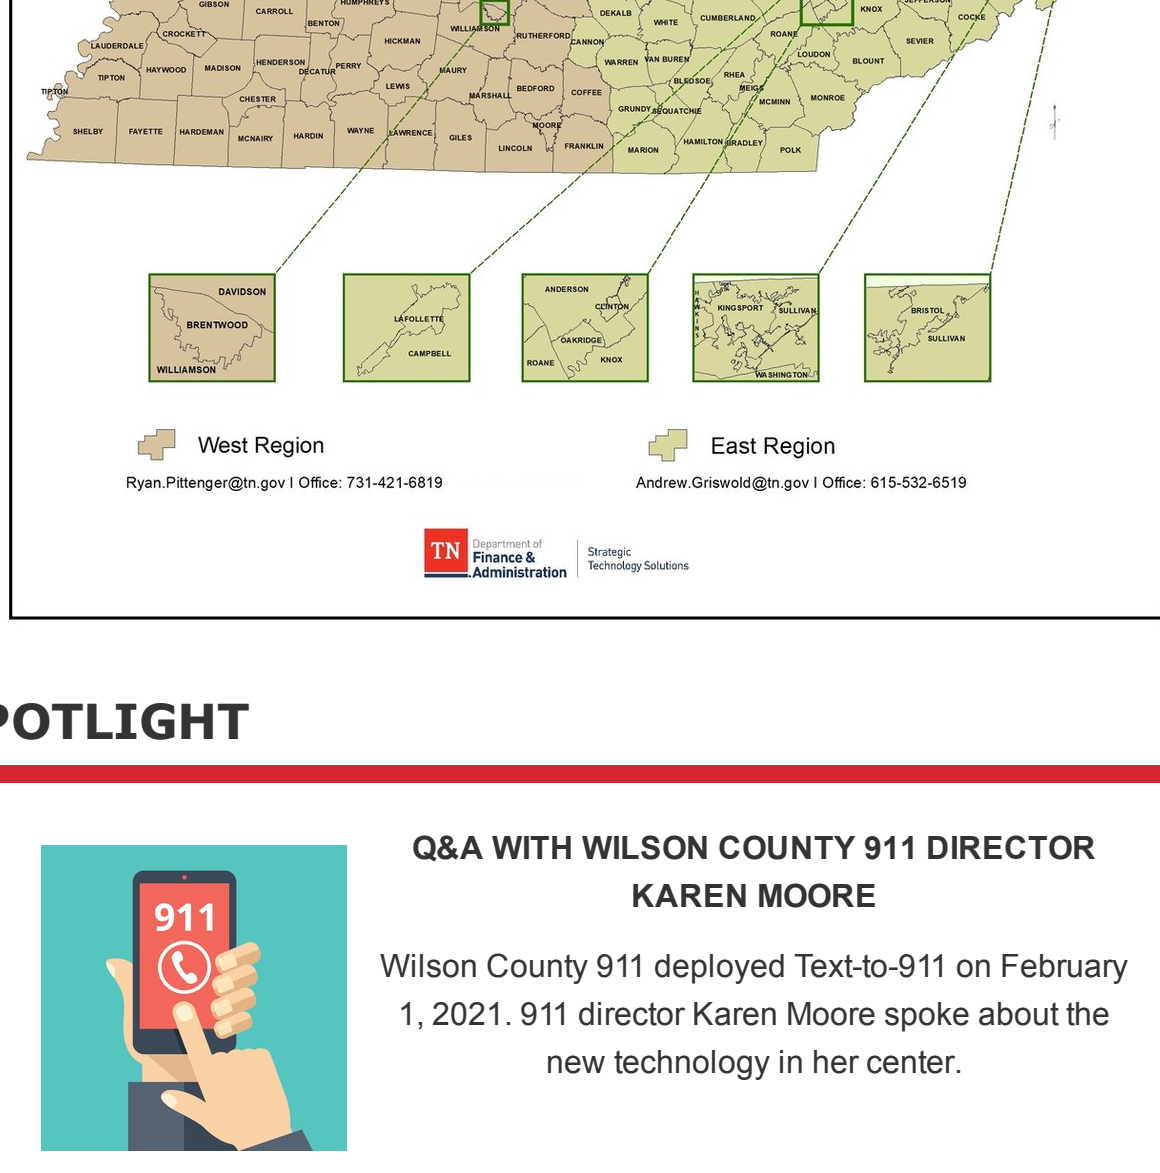 GIBSON
CARROLL
HUMPHREYS
BENTON
WILLIAMSON
DEKALB
WHITE
CUMBERLAND
KNOX
JEFFERSON
COCKE
CROCKETT
HICKMAN
RUTHERFORD
CANNON
ROANE
SEVIER
LAUDERDALE
HENDERSON
DECATUR
PERRY
MAURY
WARREN
VAN BUREN
LOUDON
BLOUNT
TIPTON
HAYWOOD
MADISON
LEWIS
BLEDSOE
RHEA
MEIGS
TIPTON
CHESTER
MARSHALL
BEDFORD
COFFEE
GRUNDY
SEQUATCHIE
MCMINN
MONROE
SHELBY
FAYETTE
HARDEMAN
MCNAIRY
HARDIN
WAYNE
LAWRENCE
GILES
MOORE
LINCOLN
FRANKLIN
MARION
HAMILTON
BRADLEY
POLK
DAVIDSON
BRENTWOOD
WILLIAMSON
LAFOLLETTE
CAMPBELL
ANDERSON
CLINTON
OAKRIDGE
ROANE
KNOX
HAWKINS
KINGSPORT
SULLIVAN
WASHINGTON
BRISTOL
SULLIVAN
West Region
Ryan.Pittenger@tn.gov I Office: 731-421-6819
East Region
Andrew.Griswold@tn.gov I Office: 615-532-6519
TN
Department of
Finance &
Administration
Strategic
Technology Solutions
POTLIGHT
911
Q&A WITH WILSON COUNTY 911 DIRECTOR
KAREN MOORE
Wilson County 911 deployed Text-to-911 on February
1, 2021. 911 director Karen Moore spoke about the
new technology in her center.